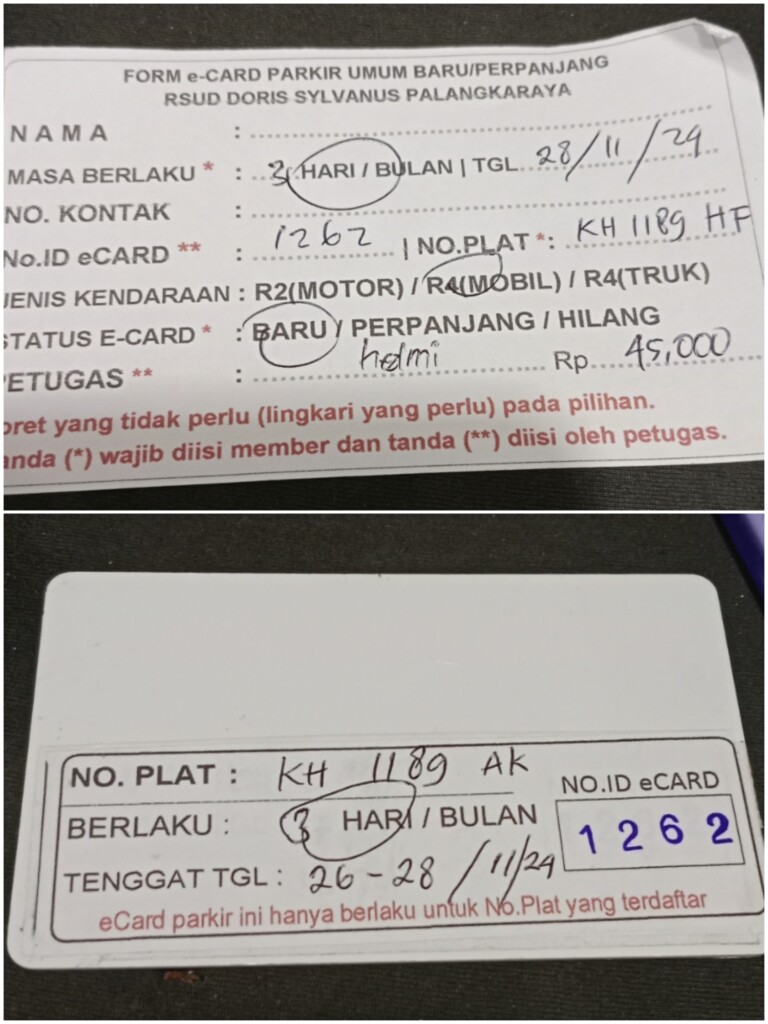 FORM e-CARD PARKIR UMUM BARU/PERPANJANG
RSUD DORIS SYLVANUS PALANGKARAYA
NAMA :
MASA BERLAKU * : 3 HARI / BULAN | TGL 28/11/24
NO. KONTAK :
No.ID eCARD ** : 1262 | NO.PLAT *: KH 1189 HF
JENIS KENDARAAN : R2(MOTOR) / R4(MOBIL) / R4(TRUK)
STATUS E-CARD * : BARU / PERPANJANG / HILANG
PETUGAS ** : helmi Rp 45,000
oret yang tidak perlu (lingkari yang perlu) pada pilihan.
anda (*) wajib diisi member dan tanda (**) diisi oleh petugas.
NO. PLAT : KH 1189 AK
NO.ID eCARD
BERLAKU : 3 HARI / BULAN
1262
TENGGAT TGL : 26-28 /11/24
eCard parkir ini hanya berlaku untuk No.Plat yang terdaftar